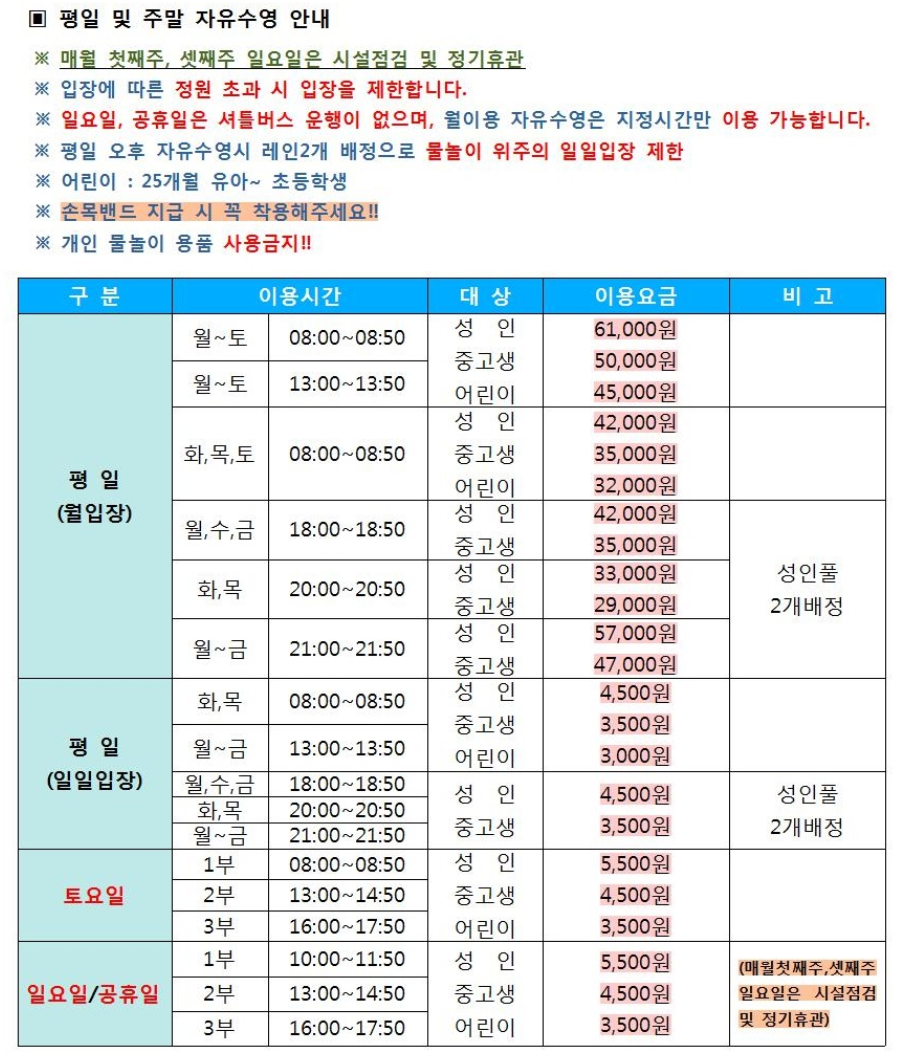 ▣ 평일 및 주말 자유수영 안내
※ 매월 첫째주, 셋째주 일요일은 시설점검 및 정기휴관
※ 입장에 따른 정원 초과 시 입장을 제한합니다.
※ 일요일, 공휴일은 셔틀버스 운행이 없으며, 월이용 자유수영은 지정시간만 이용 가능합니다.
※ 평일 오후 자유수영시 레인2개 배정으로 물놀이 위주의 일일입장 제한
※ 어린이 : 25개월 유아~ 초등학생
※ 손목밴드 지급 시 꼭 착용해주세요!!
※ 개인 물놀이 용품 사용금지!!
구 분 이용시간 대 상 이용요금 비 고
평 일
(월입장)
월~토 08:00~08:50
월~토 13:00~13:50
성 인 61,000원
중고생 50,000원
어린이 45,000원
화,목,토 08:00~08:50
성 인 42,000원
중고생 35,000원
어린이 32,000원
월,수,금 18:00~18:50
성 인 42,000원
중고생 35,000원
화,목 20:00~20:50
성 인 33,000원
중고생 29,000원
월~금 21:00~21:50
성 인 57,000원
중고생 47,000원
성인풀
2개배정
평 일
(일일입장)
화,목 08:00~08:50
월~금 13:00~13:50
성 인 4,500원
중고생 3,500원
어린이 3,000원
월,수,금 18:00~18:50
화,목 20:00~20:50
월~금 21:00~21:50
성 인 4,500원
중고생 3,500원
성인풀
2개배정
토요일
1부 08:00~08:50
2부 13:00~14:50
3부 16:00~17:50
성 인 5,500원
중고생 4,500원
어린이 3,500원
일요일/공휴일
1부 10:00~11:50
2부 13:00~14:50
3부 16:00~17:50
성 인 5,500원
중고생 4,500원
어린이 3,500원
(매월첫째주,셋째주
일요일은 시설점검
및 정기휴관)